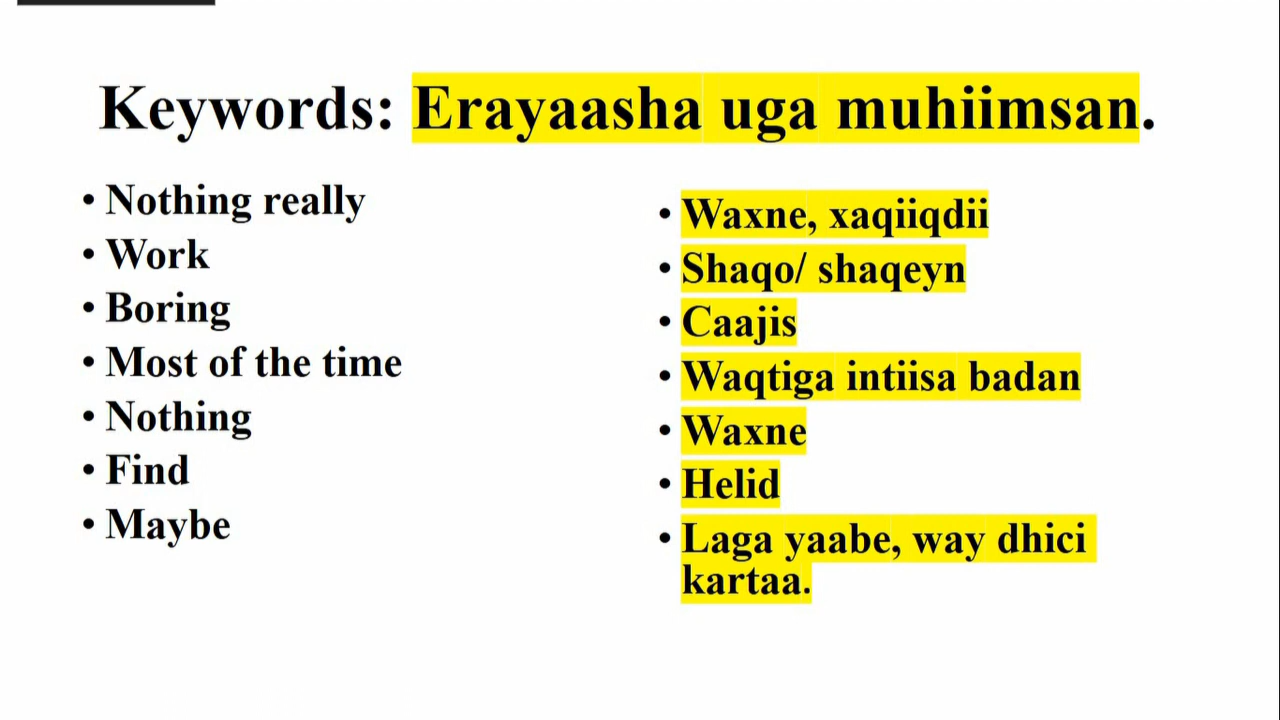 Keywords: Erayaasha uga muhiimsan.
• Nothing really
• Work
• Boring
• Most of the time
• Nothing
• Find
• Maybe
• Waxne, xaqiiqdii
• Shaqo/ shaqeyn
• Caajis
• Waqtiga intiisa badan
• Waxne
• Helid
• Laga yaabe, way dhici
kartaa.